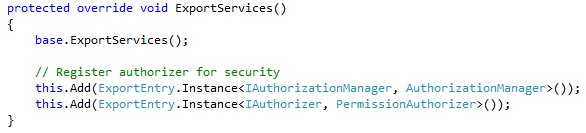 protected override void ExportServices()
{
    base.ExportServices();

    // Register authorizer for security
    this.Add(ExportEntry.Instance<IAuthorizationManager, AuthorizationManager>());
    this.Add(ExportEntry.Instance<IAuthorizer, PermissionAuthorizer>());
}